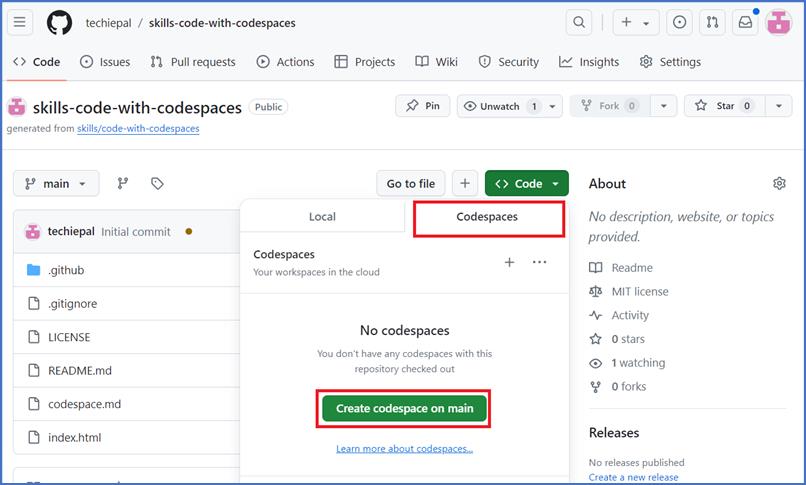 techiepal / skills-code-with-codespaces
Code Issues Pull requests Actions Projects Wiki Security Insights Settings
skills-code-with-codespaces Public
Pin Unwatch 1 Fork 0 Star 0
generated from skills/code-with-codespaces
main Go to file Code
Local Codespaces
techiepal Initial commit
Codespaces
Your workspaces in the cloud
.github
.gitignore
LICENSE
README.md
codespace.md
index.html
No codespaces
You don't have any codespaces with this
repository checked out
Create codespace on main
Learn more about codespaces...
About
No description, website, or topics
provided.
Readme
MIT license
Activity
0 stars
1 watching
0 forks
Releases
No releases published
Create a new release